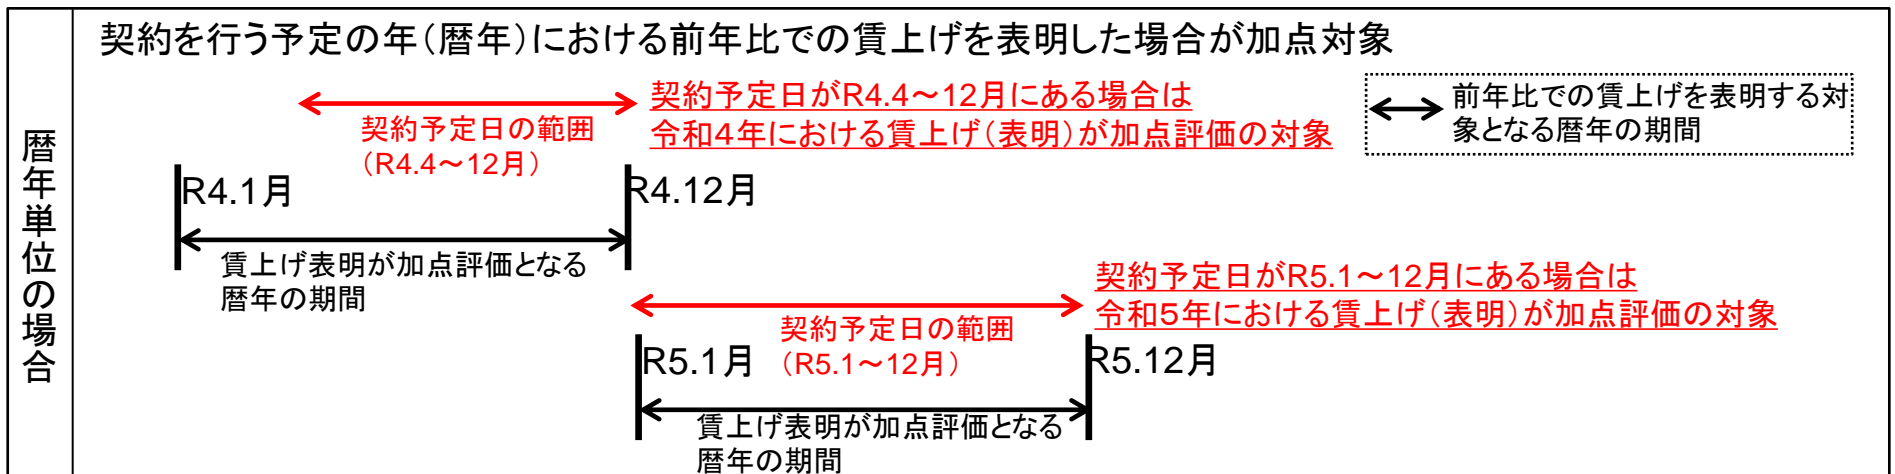 暦年単位の場合
契約を行う予定の年（暦年）における前年比での賃上げを表明した場合が加点対象
契約予定日がR4.4～12月にある場合は
令和４年における賃上げ（表明）が加点評価の対象
前年比での賃上げを表明する対
象となる暦年の期間
契約予定日の範囲
（R4.4～12月）
R4.1月
R4.12月
賃上げ表明が加点評価となる
暦年の期間
契約予定日がR5.1～12月にある場合は
令和５年における賃上げ（表明）が加点評価の対象
契約予定日の範囲
（R5.1～12月）
R5.1月
R5.12月
賃上げ表明が加点評価となる
暦年の期間